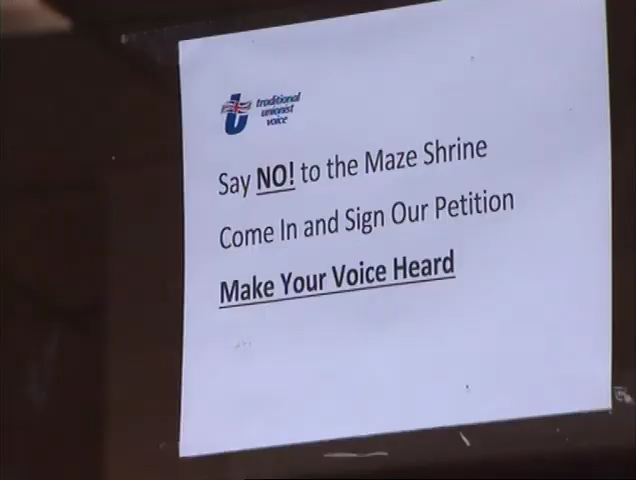 traditional
unionist
voice
Say NO! to the Maze Shrine
Come In and Sign Our Petition
Make Your Voice Heard